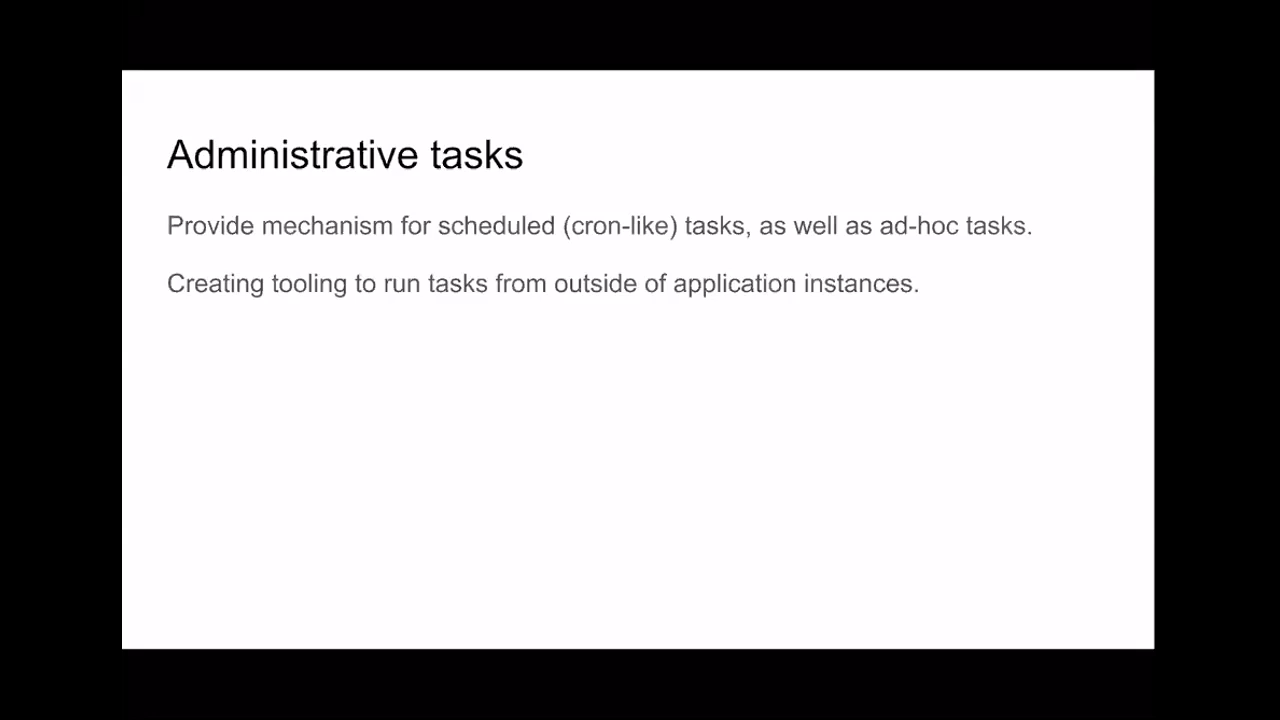 Administrative tasks
Provide mechanism for scheduled (cron-like) tasks, as well as ad-hoc tasks.
Creating tooling to run tasks from outside of application instances.